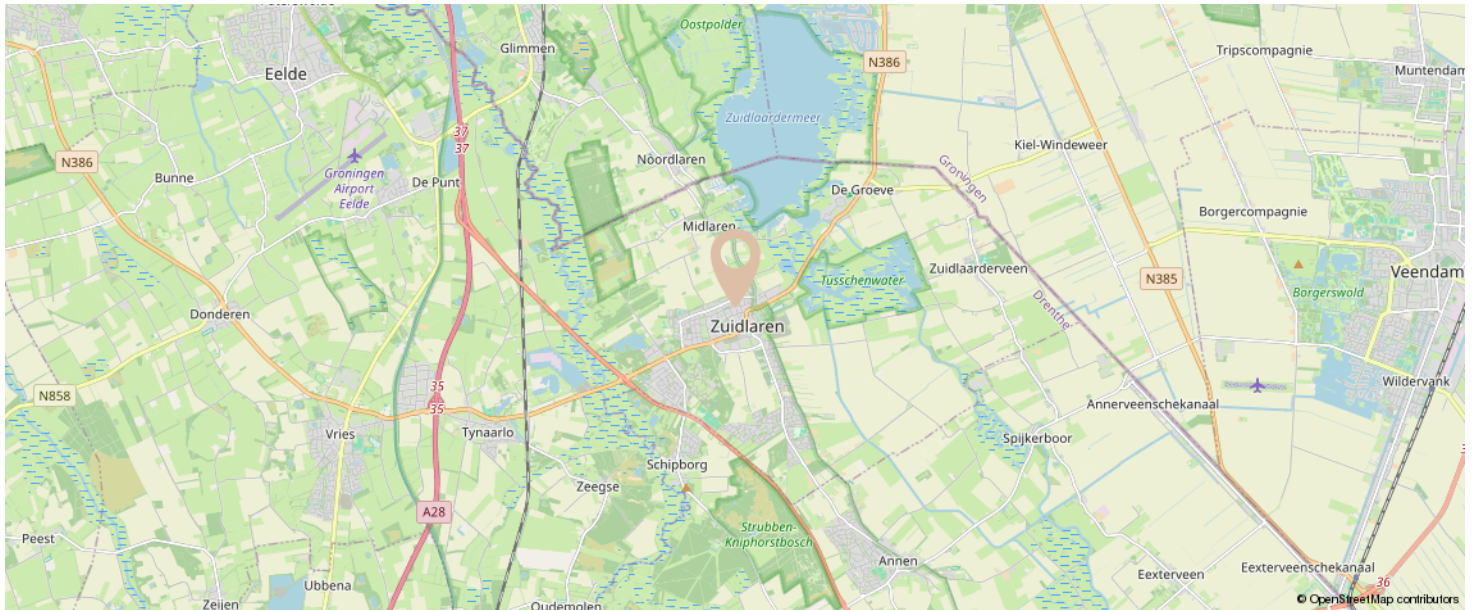 Oostpolder
Glimmen
Eelde
N386
Tripscompagnie
Muntendam
Zuidlaardermeer
37
37
N386
Bunne
Groningen
Airport
Eelde
De Punt
Noordlaren
Kiel-Windeweer
Groningen
De Groeve
Borgercompagnie
Midlaren
Zuidlaarderveen
N385
Veendam
Tusschenwater
Borgerswold
Drenthe
Donderen
Zuidlaren
35
35
N858
Wildervank
Annerveenschekanaal
Vries
Tynaarlo
Spijkerboor
Schipborg
Zeegse
A28
Strubben-
Kniphorstbosch
Peest
Annen
Eexterveen
Eexterveenschekanaal
36
Ubbena
Zeijen
Oudemolen
© OpenStreetMap contributors